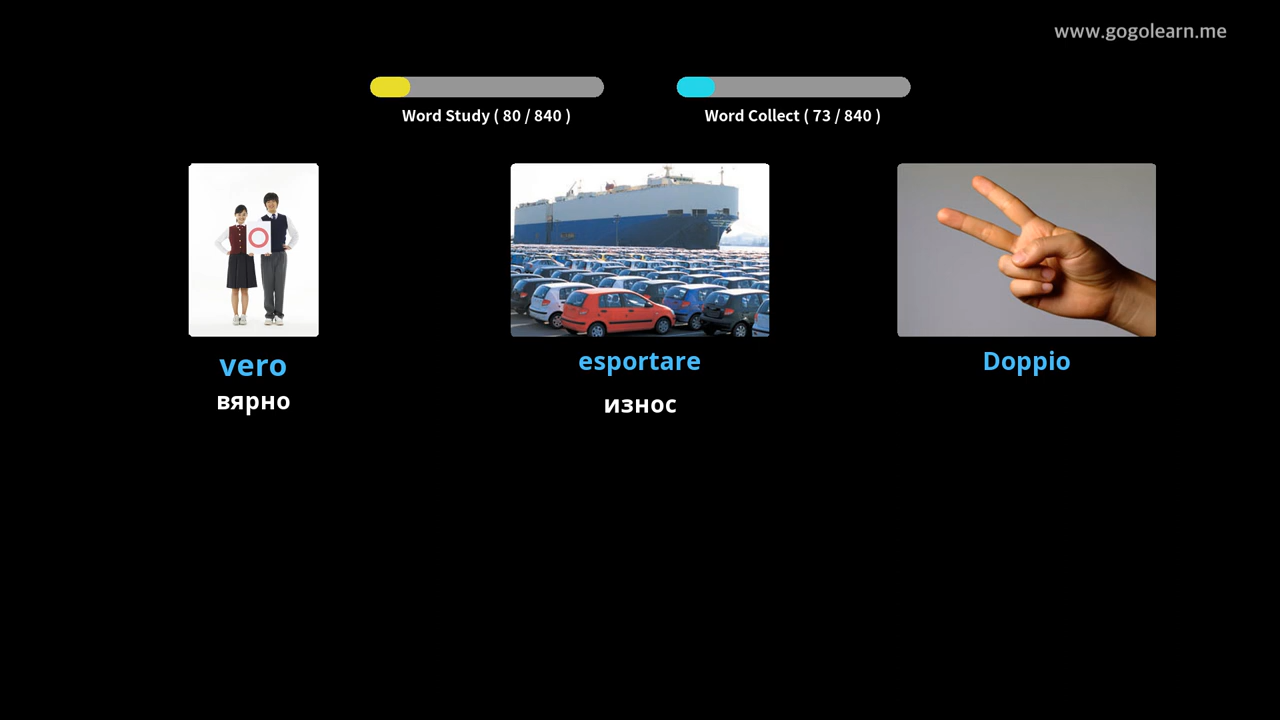 www.gogolearn.me
Word Study ( 80 / 840 )
Word Collect ( 73 / 840 )
vero
вярно
esportare
износ
Doppio